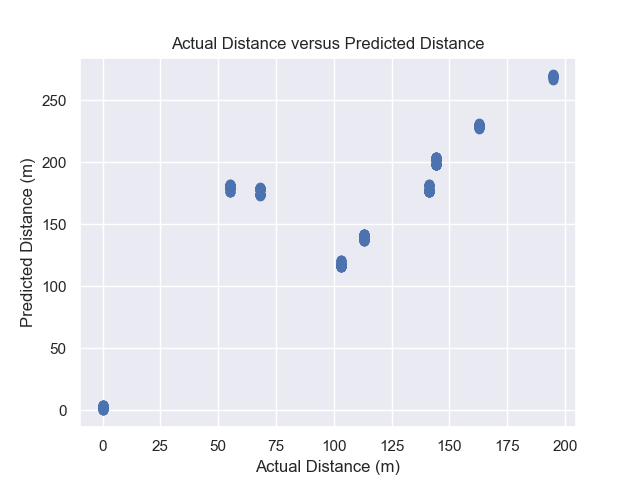 Actual Distance versus Predicted Distance
Predicted Distance (m)
250
200
150
100
50
0
0 25 50 75 100 125 150 175 200
Actual Distance (m)